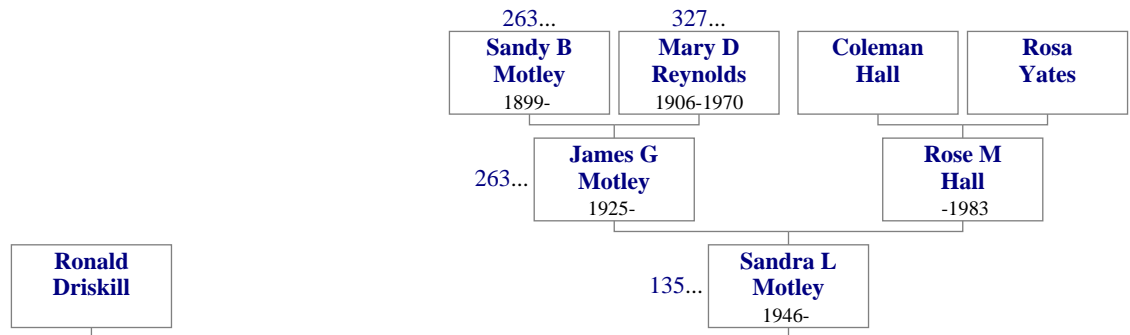 263...
327...
Sandy B
Motley
1899-
Mary D
Reynolds
1906-1970
Coleman
Hall
Rosa
Yates
263...
James G
Motley
1925-
Rose M
Hall
-1983
Ronald
Driskill
135...
Sandra L
Motley
1946-